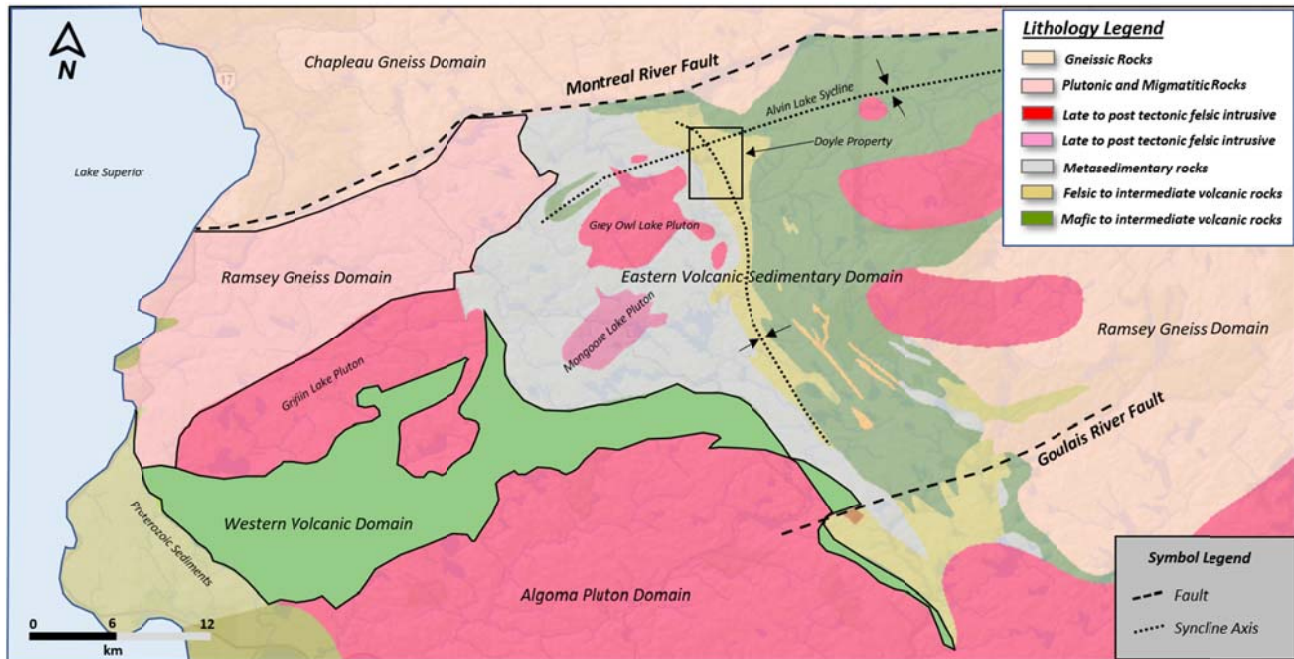 N
Chapleau Gneiss Domain
17
Montreal River Fault
Alvin Lake Sycline
Doyle Property
Lake Superior
Ramsey Gneiss Domain
Grey Owl Lake Pluton
Eastern Volcanic Sedimentary Domain
Mongoose Lake Pluton
Griffin Lake Pluton
Ramsey Gneiss Domain
Goulais River Fault
Western Volcanic Domain
Proterozoic Sediments
Algoma Pluton Domain
0 6 12
km
Lithology Legend
Gneissic Rocks
Plutonic and Migmatitic Rocks
Late to post tectonic felsic intrusive
Late to post tectonic felsic intrusive
Metasedimentary rocks
Felsic to intermediate volcanic rocks
Mafic to intermediate volcanic rocks
Symbol Legend
Fault
Syncline Axis